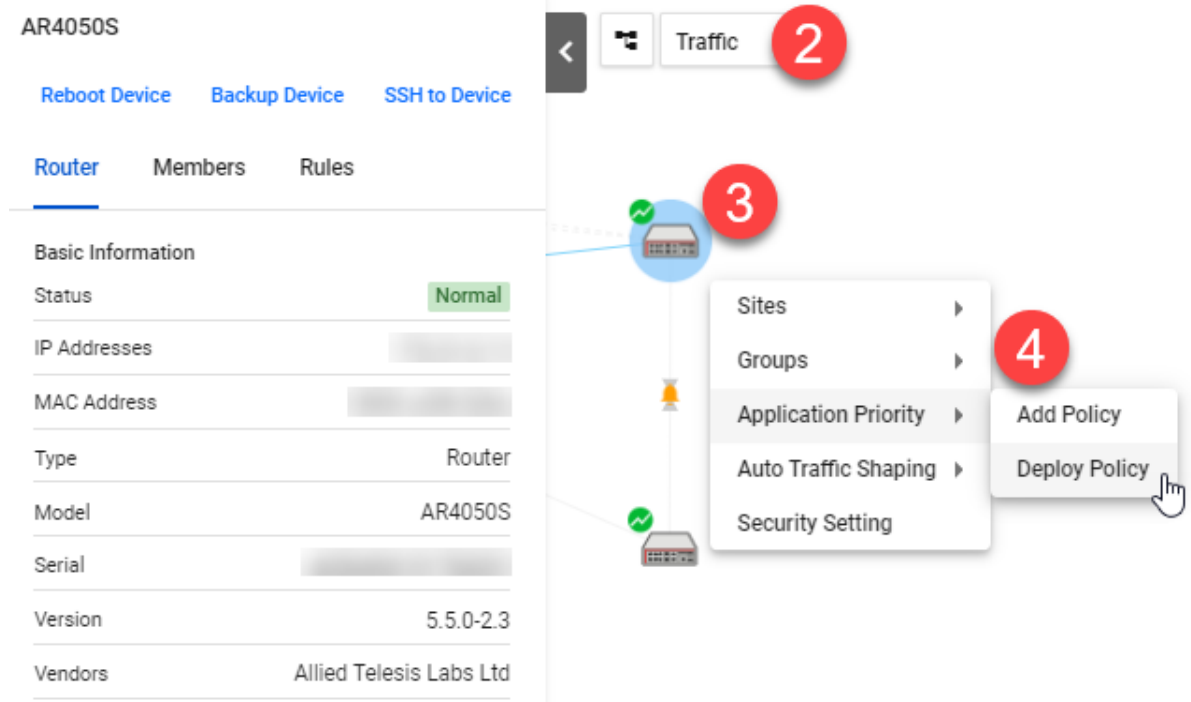 AR4050S
Reboot Device Backup Device SSH to Device
Router Members Rules
Basic Information
Status Normal
IP Addresses
MAC Address
Type Router
Model AR4050S
Serial
Version 5.5.0-2.3
Vendors Allied Telesis Labs Ltd
Traffic
2
3
Sites
Groups
4
Application Priority
Auto Traffic Shaping
Security Setting
Add Policy
Deploy Policy